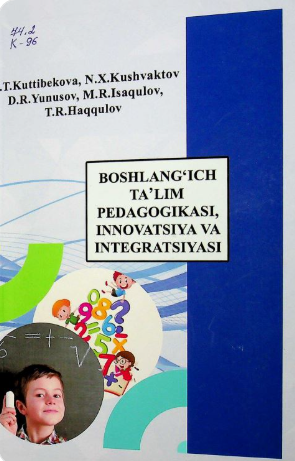 74.2
K-96
.T.Kuttibekova, N.X.Kushvaktov
D.R.Yunusov, M.R.Isaqulov,
T.R.Haqqulov
BOSHLANG‘ICH
TA’LIM
PEDAGOGIKASI,
INNOVATSIYA VA
INTEGRATSIYASI